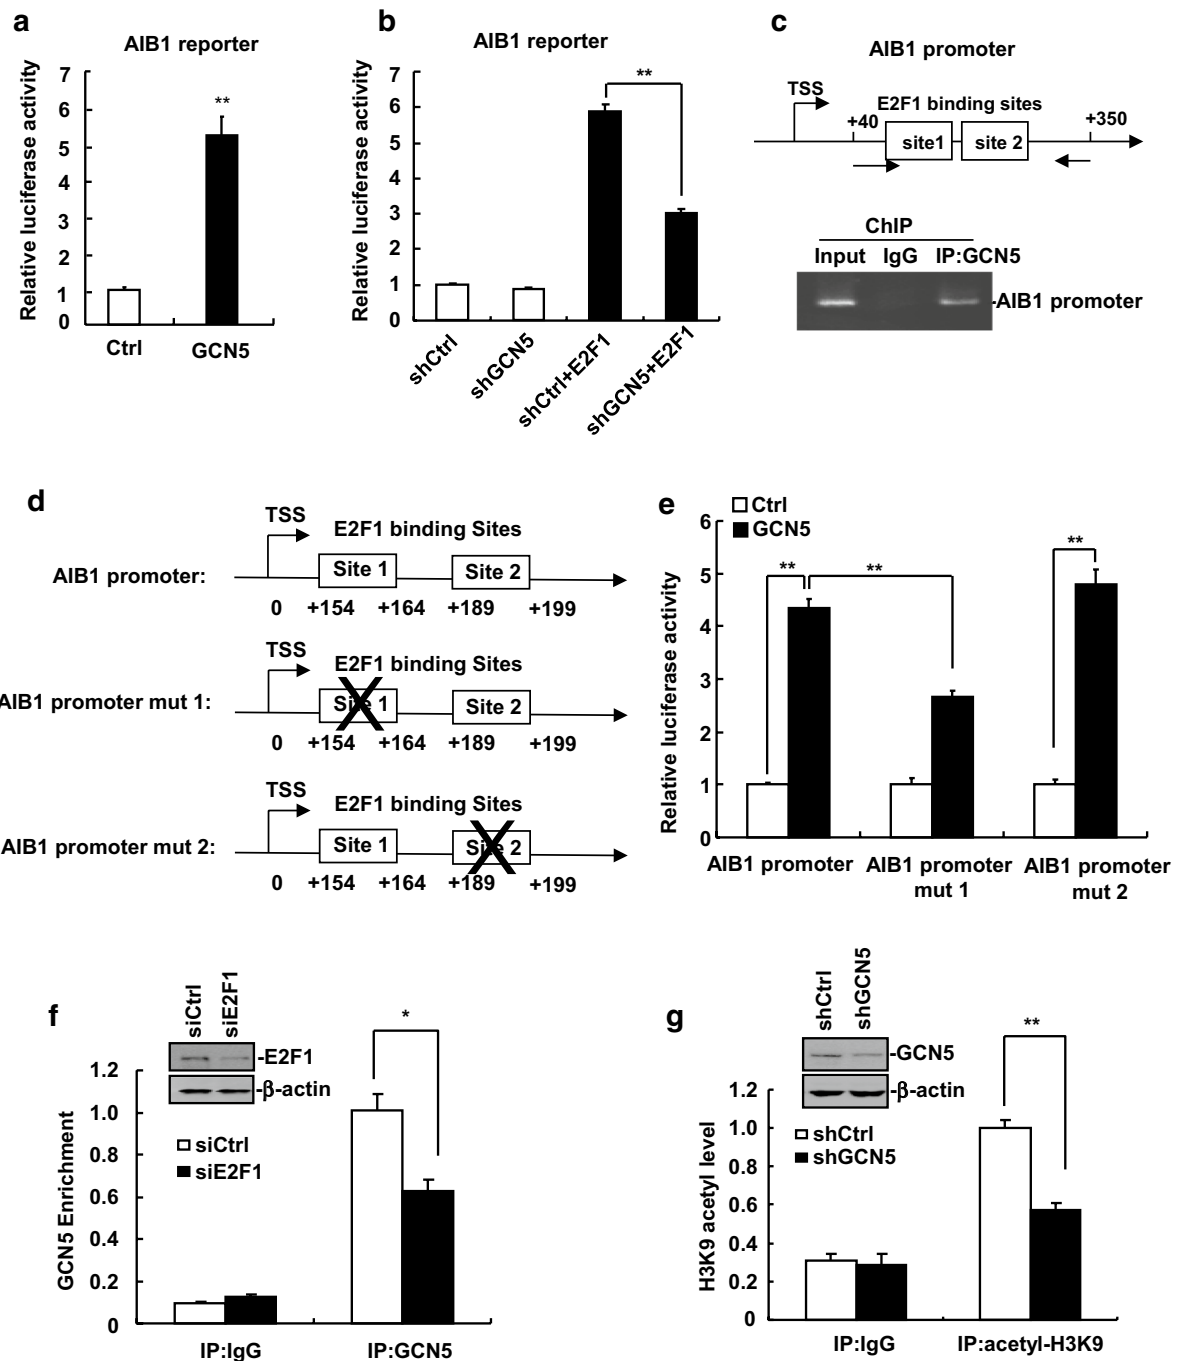 a
AIB1 reporter
Relative luciferase activity
7
6
5
4
3
2
1
0
**
Ctrl
GCN5
b
AIB1 reporter
Relative luciferase activity
7
6
5
4
3
2
1
0
**
shCtrl
shGCN5
shCtrl+E2F1
shGCN5+E2F1
c
AIB1 promoter
TSS
E2F1 binding sites
+40
site1
site 2
+350
ChIP
Input IgG IP:GCN5
-AIB1 promoter
d
TSS
E2F1 binding Sites
AIB1 promoter:
Site 1
Site 2
0 +154 +164 +189 +199
TSS
E2F1 binding Sites
AIB1 promoter mut 1:
Site 1
Site 2
0 +154 +164 +189 +199
TSS
E2F1 binding Sites
AIB1 promoter mut 2:
Site 1
Site 2
0 +154 +164 +189 +199
e
Ctrl
GCN5
Relative luciferase activity
6
5
4
3
2
1
0
**
**
**
AIB1 promoter
AIB1 promoter mut 1
AIB1 promoter mut 2
f
siCtrl
siE2F1
-E2F1
-β-actin
siCtrl
siE2F1
GCN5 Enrichment
1.2
1.0
0.8
0.6
0.4
0.2
0
*
IP:IgG
IP:GCN5
g
shCtrl
shGCN5
-GCN5
-β-actin
shCtrl
shGCN5
H3K9 acetyl level
1.2
1.0
0.8
0.6
0.4
0.2
0
**
IP:IgG
IP:acetyl-H3K9